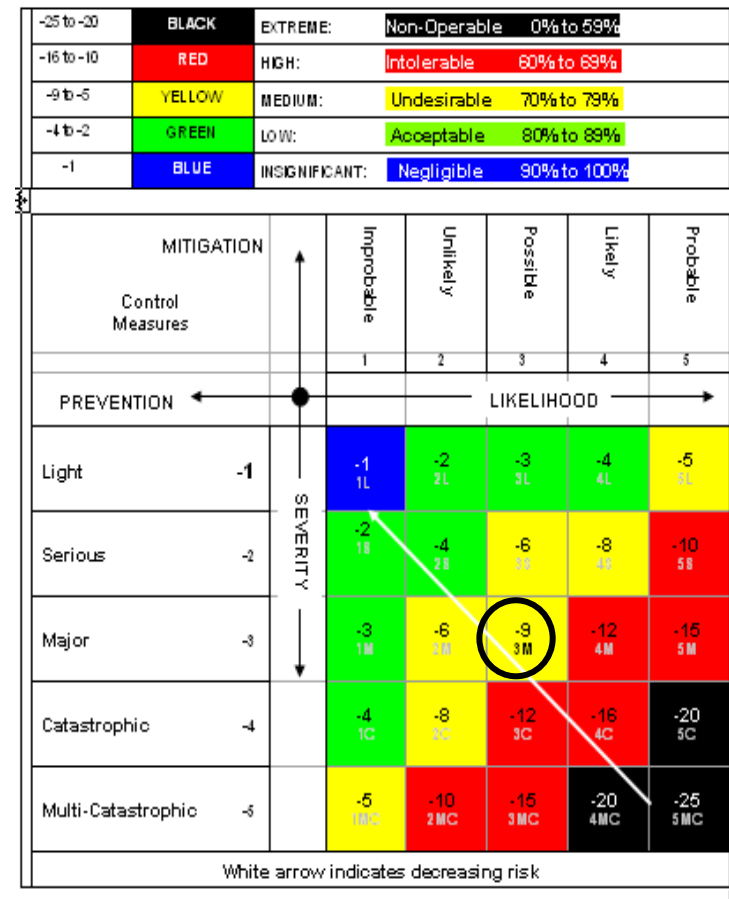 -25 to -20 BLACK EXTREME: Non-Operable 0% to 59%
-16 to -10 RED HIGH: Intolerable 60% to 69%
-9 to -5 YELLOW MEDIUM: Undesirable 70% to 79%
-4 to -2 GREEN LOW: Acceptable 80% to 89%
-1 BLUE INSIGNIFICANT: Negligible 90% to 100%
MITIGATION
Control
Measures
Improbable Unlikely Possible Likely Probable
1 2 3 4 5
PREVENTION LIKELIHOOD
SEVERITY
Light -1 -1 -2 -3 -4 -5
1L 2L 3L 4L 5L
Serious -2 -2 -4 -6 -8 -10
1S 2S 3S 4S 5S
Major -3 -3 -6 -9 -12 -15
1M 2M 3M 4M 5M
Catastrophic -4 -4 -8 -12 -16 -20
1C 2C 3C 4C 5C
Multi-Catastrophic -5 -5 -10 -15 -20 -25
1MC 2MC 3MC 4MC 5MC
White arrow indicates decreasing risk